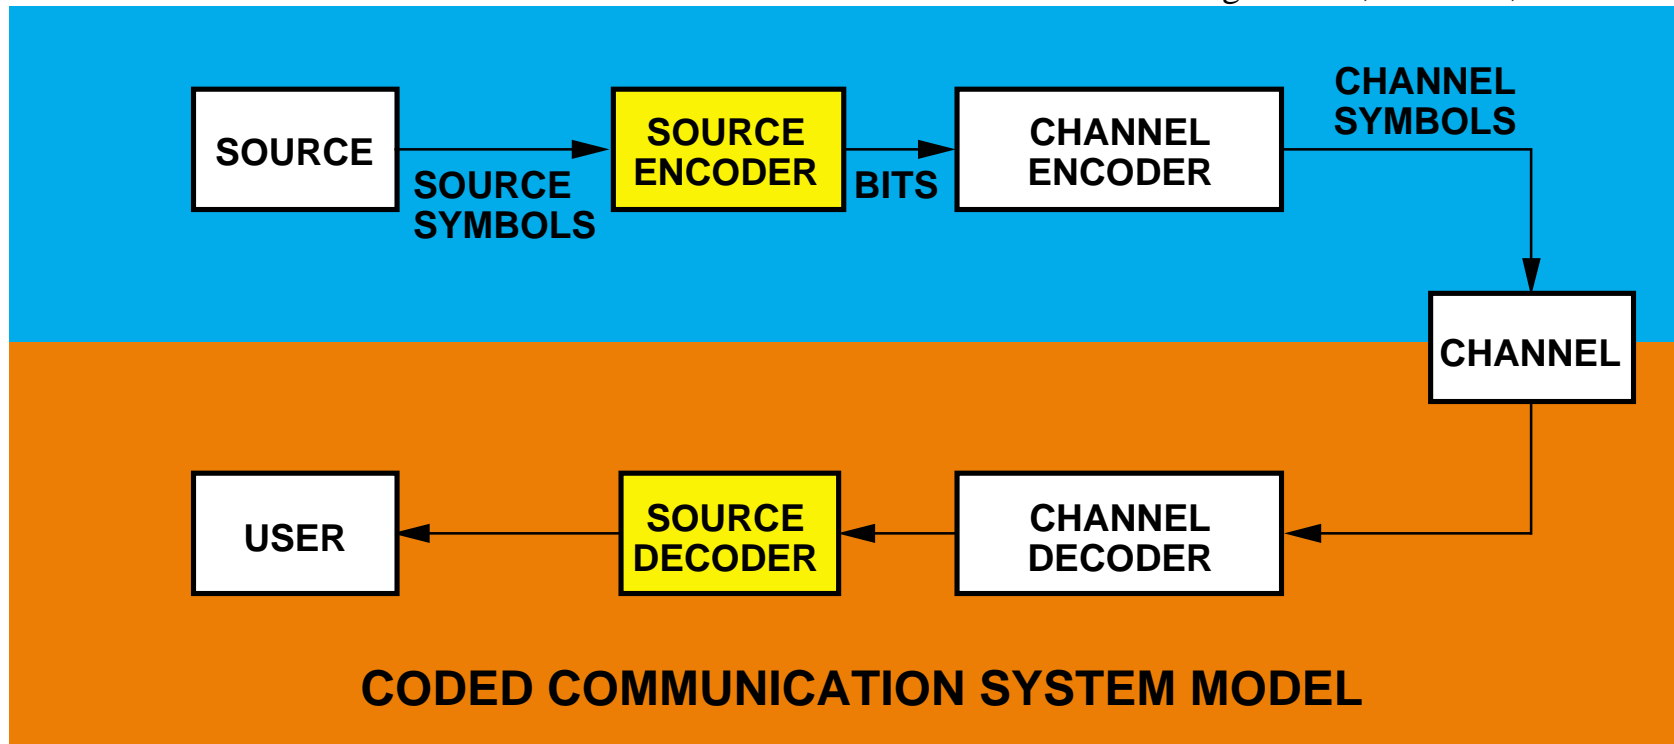 SOURCE
SOURCE
SYMBOLS
SOURCE
ENCODER
BITS
CHANNEL
ENCODER
CHANNEL
SYMBOLS
CHANNEL
USER
SOURCE
DECODER
CHANNEL
DECODER
CODED COMMUNICATION SYSTEM MODEL